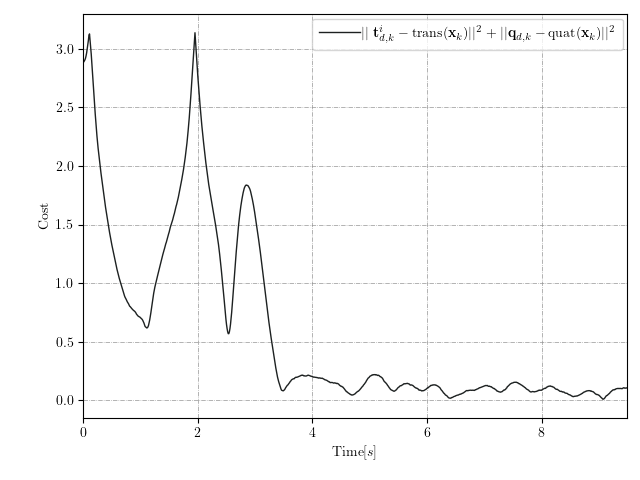 || t^i_{d,k} − trans(x_k)||^2 + ||q_{d,k} − quat(x_k)||^2
3.0
2.5
2.0
1.5
1.0
0.5
0.0
Cost
0 2 4 6 8
Time[s]